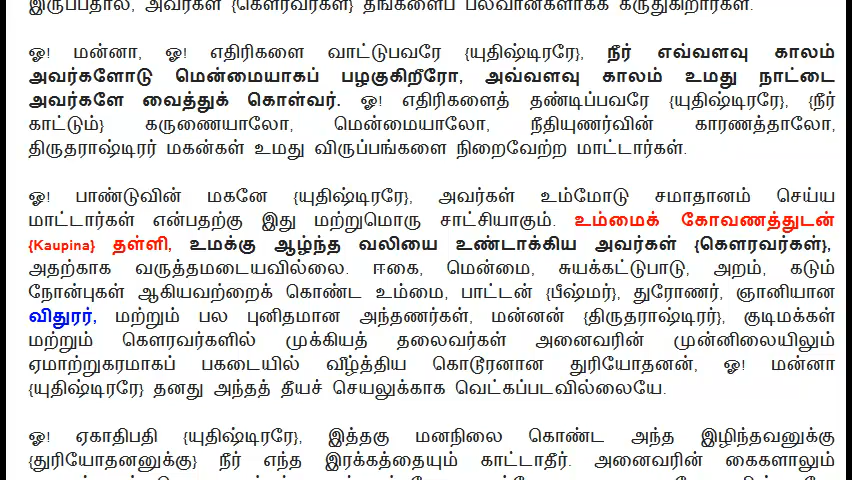 இருப்பதால், அவர்கள் {கௌரவர்கள்} தங்களைப் பலவான்களாகக் கருதுகிறார்கள்.
ஓ! மன்னா, ஓ! எதிரிகளை வாட்டுபவரே {யுதிஷ்டிரரே}, நீர் எவ்வளவு காலம்
அவர்களோடு மென்மையாகப் பழகுகிறீரோ, அவ்வளவு காலம் உமது நாட்டை
அவர்களே வைத்துக் கொள்வர். ஓ! எதிரிகளைத் தண்டிப்பவரே {யுதிஷ்டிரரே}, {நீர்
காட்டும்} கருணையாலோ, மென்மையாலோ, நீதியுணர்வின் காரணத்தாலோ,
திருதராஷ்டிரர் மகன்கள் உமது விருப்பங்களை நிறைவேற்ற மாட்டார்கள்.
ஓ! பாண்டுவின் மகனே {யுதிஷ்டிரரே}, அவர்கள் உம்மோடு சமாதானம் செய்ய
மாட்டார்கள் என்பதற்கு இது மற்றுமொரு சாட்சியாகும். உம்மைக் கோவணத்துடன்
{Kaupina} தள்ளி, உமக்கு ஆழ்ந்த வலியை உண்டாக்கிய அவர்கள் {கௌரவர்கள்},
அதற்காக வருத்தமடையவில்லை. ஈகை, மென்மை, சுயக்கட்டுபாடு, அறம், கடும்
நோன்புகள் ஆகியவற்றைக் கொண்ட உம்மை, பாட்டன் {பீஷ்மர்}, துரோணர், ஞானியான
விதுரர், மற்றும் பல புனிதமான அந்தணர்கள், மன்னன் {திருதராஷ்டிரர்}, குடிமக்கள்
மற்றும் கௌரவர்களில் முக்கியத் தலைவர்கள் அனைவரின் முன்னிலையிலும்
ஏமாற்றுகரமாகப் பகடையில் வீழ்த்திய கொடூரனான துரியோதனன், ஓ! மன்னா
{யுதிஷ்டிரரே} தனது அந்தத் தீயச் செயலுக்காக வெட்கப்படவில்லையே.
ஓ! ஏகாதிபதி {யுதிஷ்டிரரே}, இத்தகு மனநிலை கொண்ட அந்த இழிந்தவனுக்கு
{துரியோதனனுக்கு} நீர் எந்த இரக்கத்தையும் காட்டாதீர். அனைவரின் கைகளாலும்